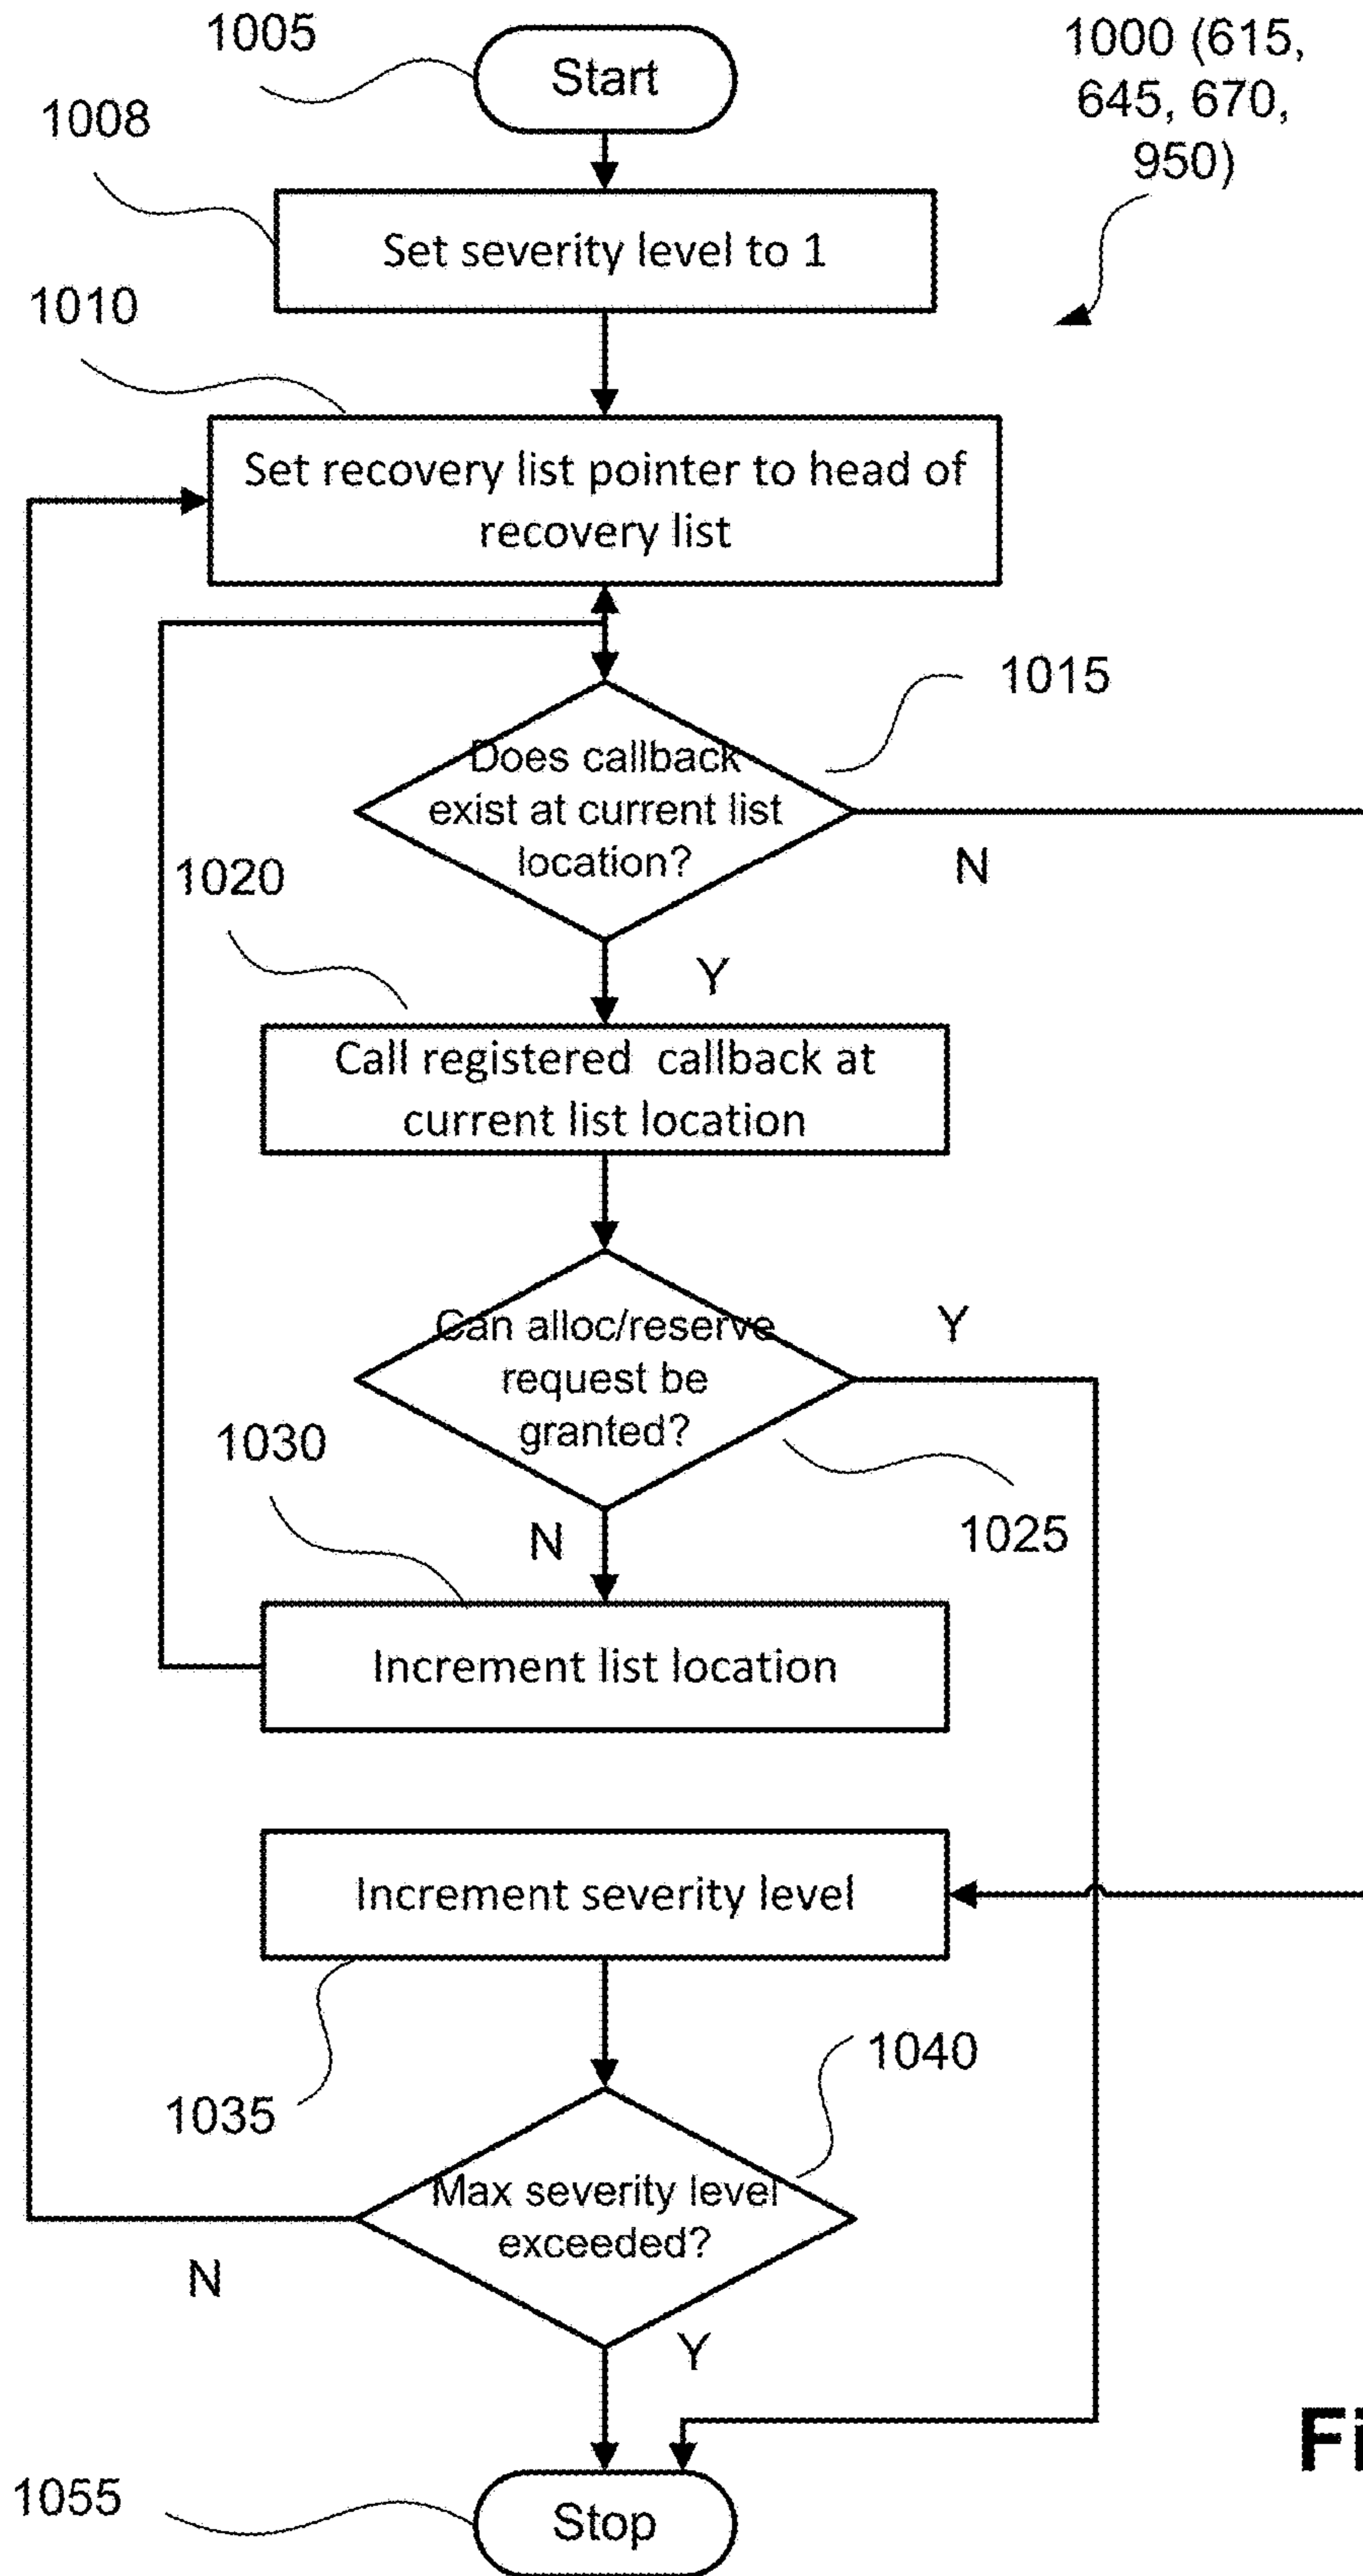 1005
Start
1000 (615,
645, 670,
950)
1008
Set severity level to 1
1010
Set recovery list pointer to head of
recovery list
1015
Does callback
exist at current list
location?
N
1020
Y
Call registered callback at
current list location
Can alloc/reserve
request be
granted?
Y
1030
N
1025
Increment list location
Increment severity level
1040
1035
Max severity level
exceeded?
N
Y
Fi
1055
Stop